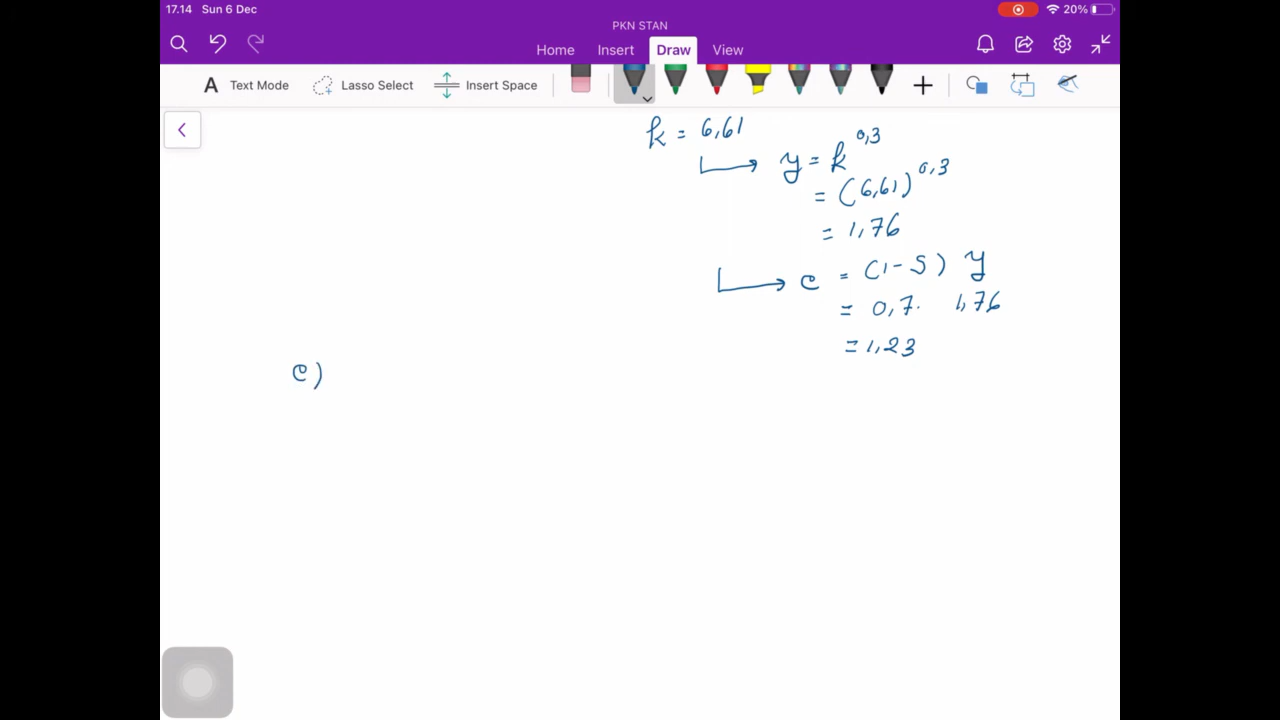 17.14 Sun 6 Dec
20%
PKN STAN
Home Insert Draw View
Text Mode Lasso Select Insert Space
k = 6,61
y = k^0,3
= (6,61)^0,3
= 1,76
c = (1-S) y
= 0,7. 1,76
= 1,23
e)